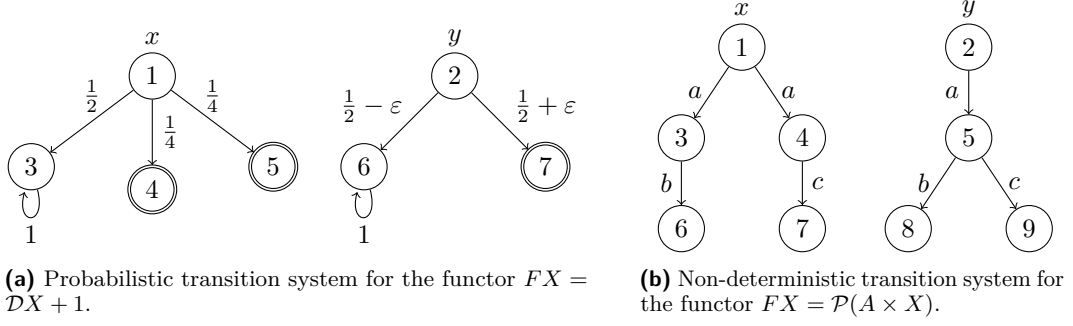 x
1
1/2
1/4
1/4
3
4
5
1
y
2
1/2 − ε
1/2 + ε
6
7
1
x
1
a
a
3
4
b
c
6
7
y
2
a
5
b
c
8
9
(a) Probabilistic transition system for the functor FX =
𝒟X + 1.
(b) Non-deterministic transition system for
the functor FX = 𝒫(A × X).